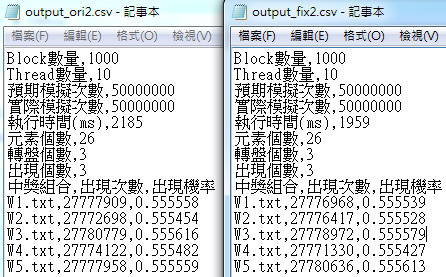 output_ori2.csv - 記事本
檔案(F) 編輯(E) 格式(O) 檢視(V)
Block數量,1000
Thread數量,10
預期模擬次數,50000000
實際模擬次數,50000000
執行時間(ms),2185
元素個數,26
轉盤個數,3
出現個數,3
中獎組合,出現次數,出現機率
W1.txt,27777909,0.555558
W2.txt,27772698,0.555454
W3.txt,27780779,0.555616
W4.txt,27774122,0.555482
W5.txt,27777958,0.555559
output_fix2.csv - 記事本
檔案(F) 編輯(E) 格式(O) 檢視(V)
Block數量,1000
Thread數量,10
預期模擬次數,50000000
實際模擬次數,50000000
執行時間(ms),1959
元素個數,26
轉盤個數,3
出現個數,3
中獎組合,出現次數,出現機率
W1.txt,27776968,0.555539
W2.txt,27776417,0.555528
W3.txt,27778972,0.555579
W4.txt,27771330,0.555427
W5.txt,27780636,0.555613